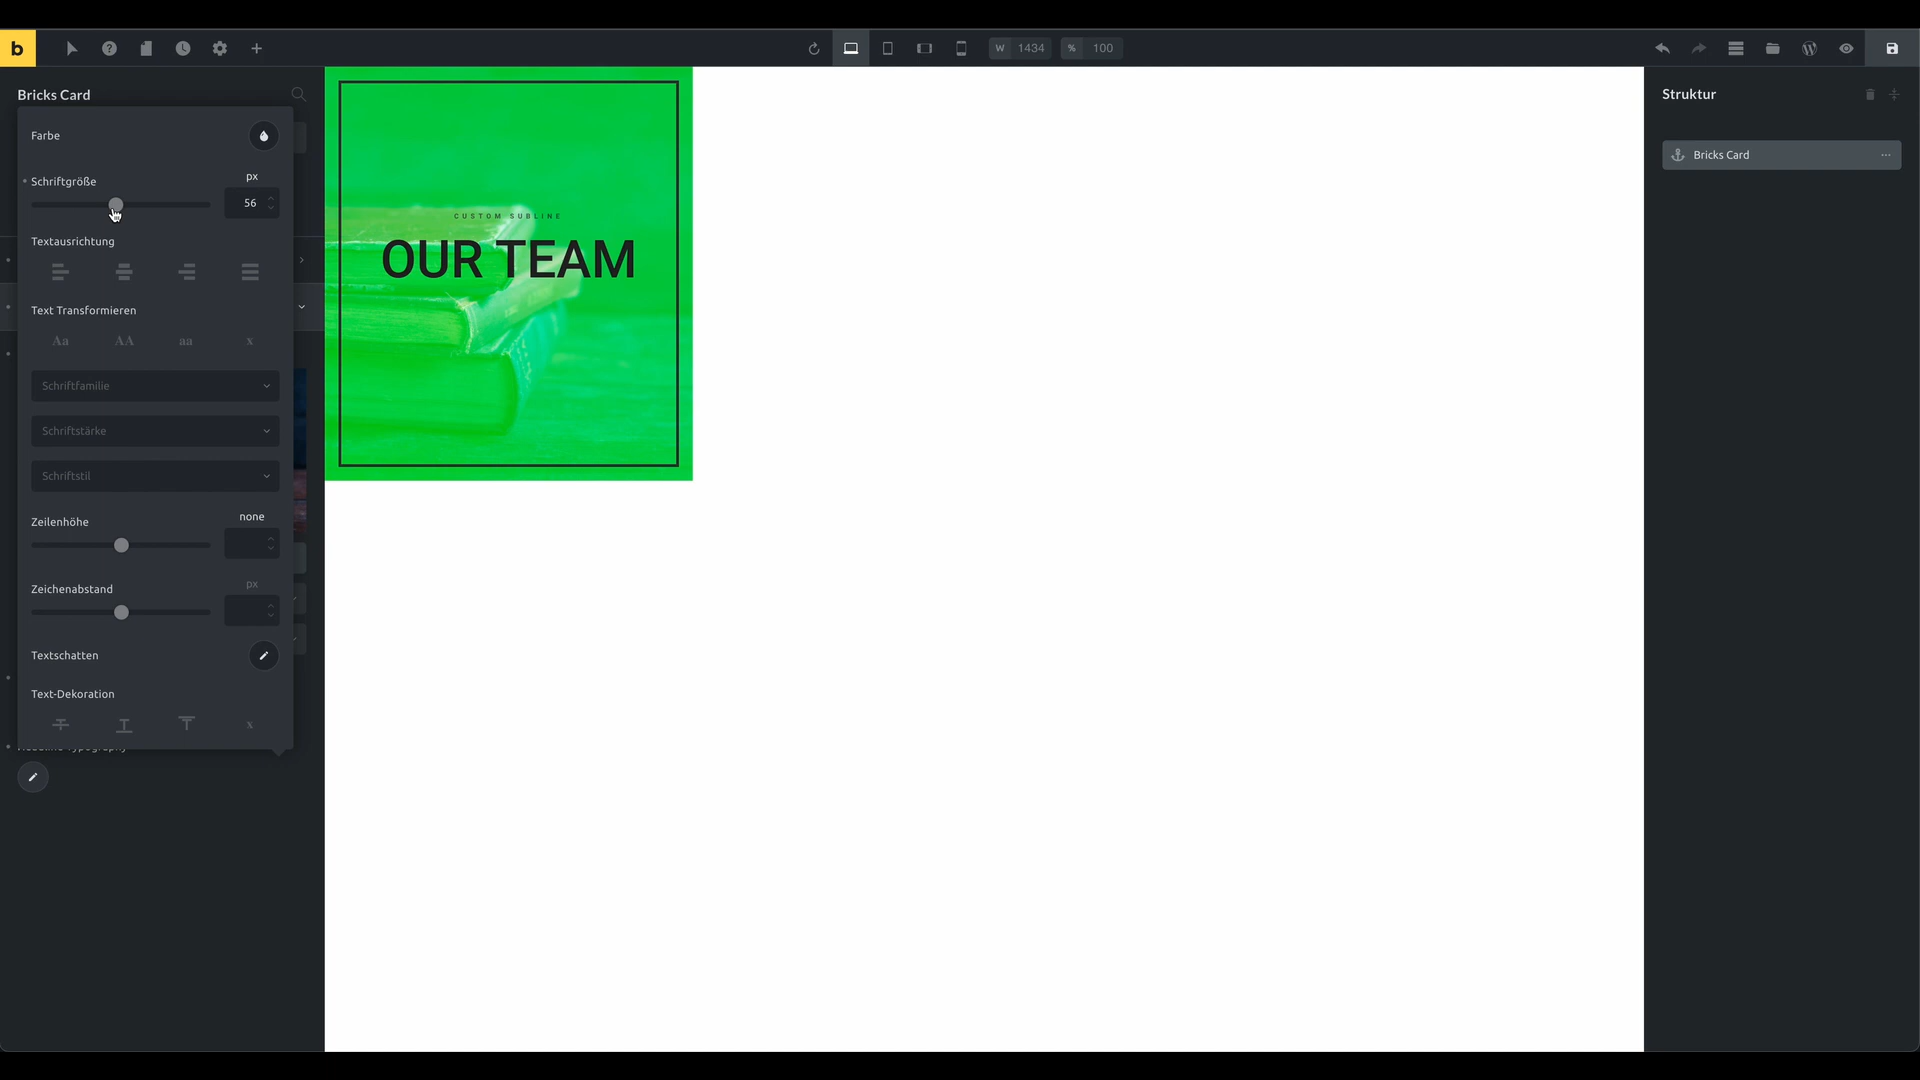 b
W 1434 % 100
Bricks Card
Farbe
Schriftgröße px
56
Textausrichtung
Text Transformieren
Aa AA aa x
Schriftfamilie
Schriftstärke
Schriftstil
Zeilenhöhe none
Zeichenabstand px
Textschatten
Text-Dekoration
x
CUSTOM SUBLINE
OUR TEAM
Struktur
Bricks Card